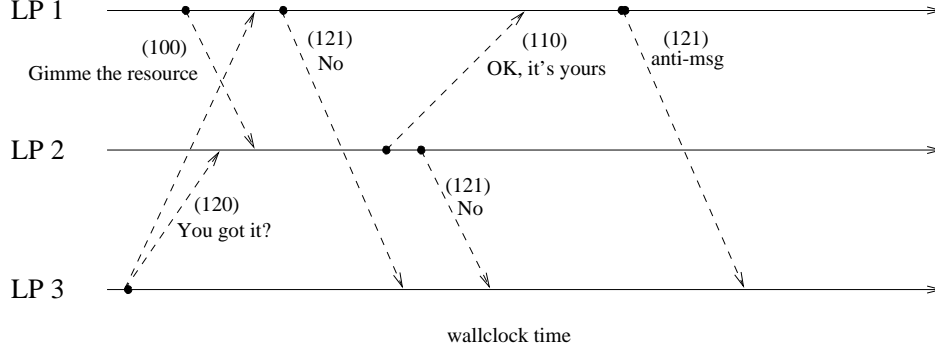 LP 1
(100)
Gimme the resource
(121)
No
(110)
OK, it's yours
(121)
anti-msg
LP 2
(120)
You got it?
(121)
No
LP 3
wallclock time